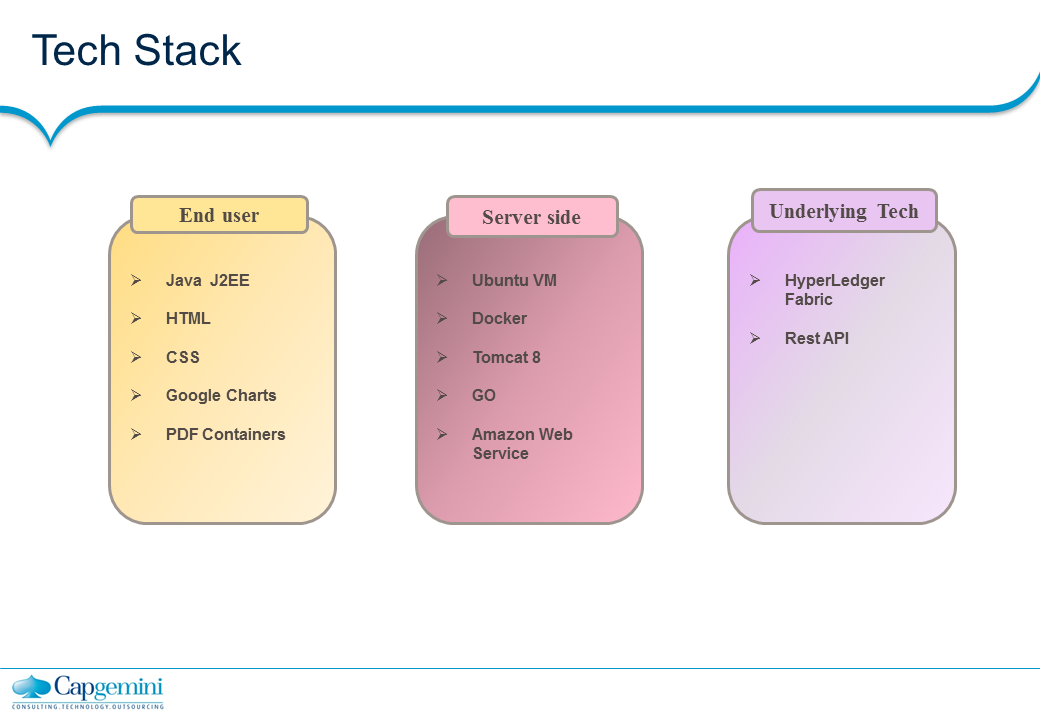 Tech Stack
End user
Java J2EE
HTML
CSS
Google Charts
PDF Containers
Server side
Ubuntu VM
Docker
Tomcat 8
GO
Amazon Web
Service
Underlying Tech
HyperLedger
Fabric
Rest API
Capgemini
CONSULTING.TECHNOLOGY.OUTSOURCING